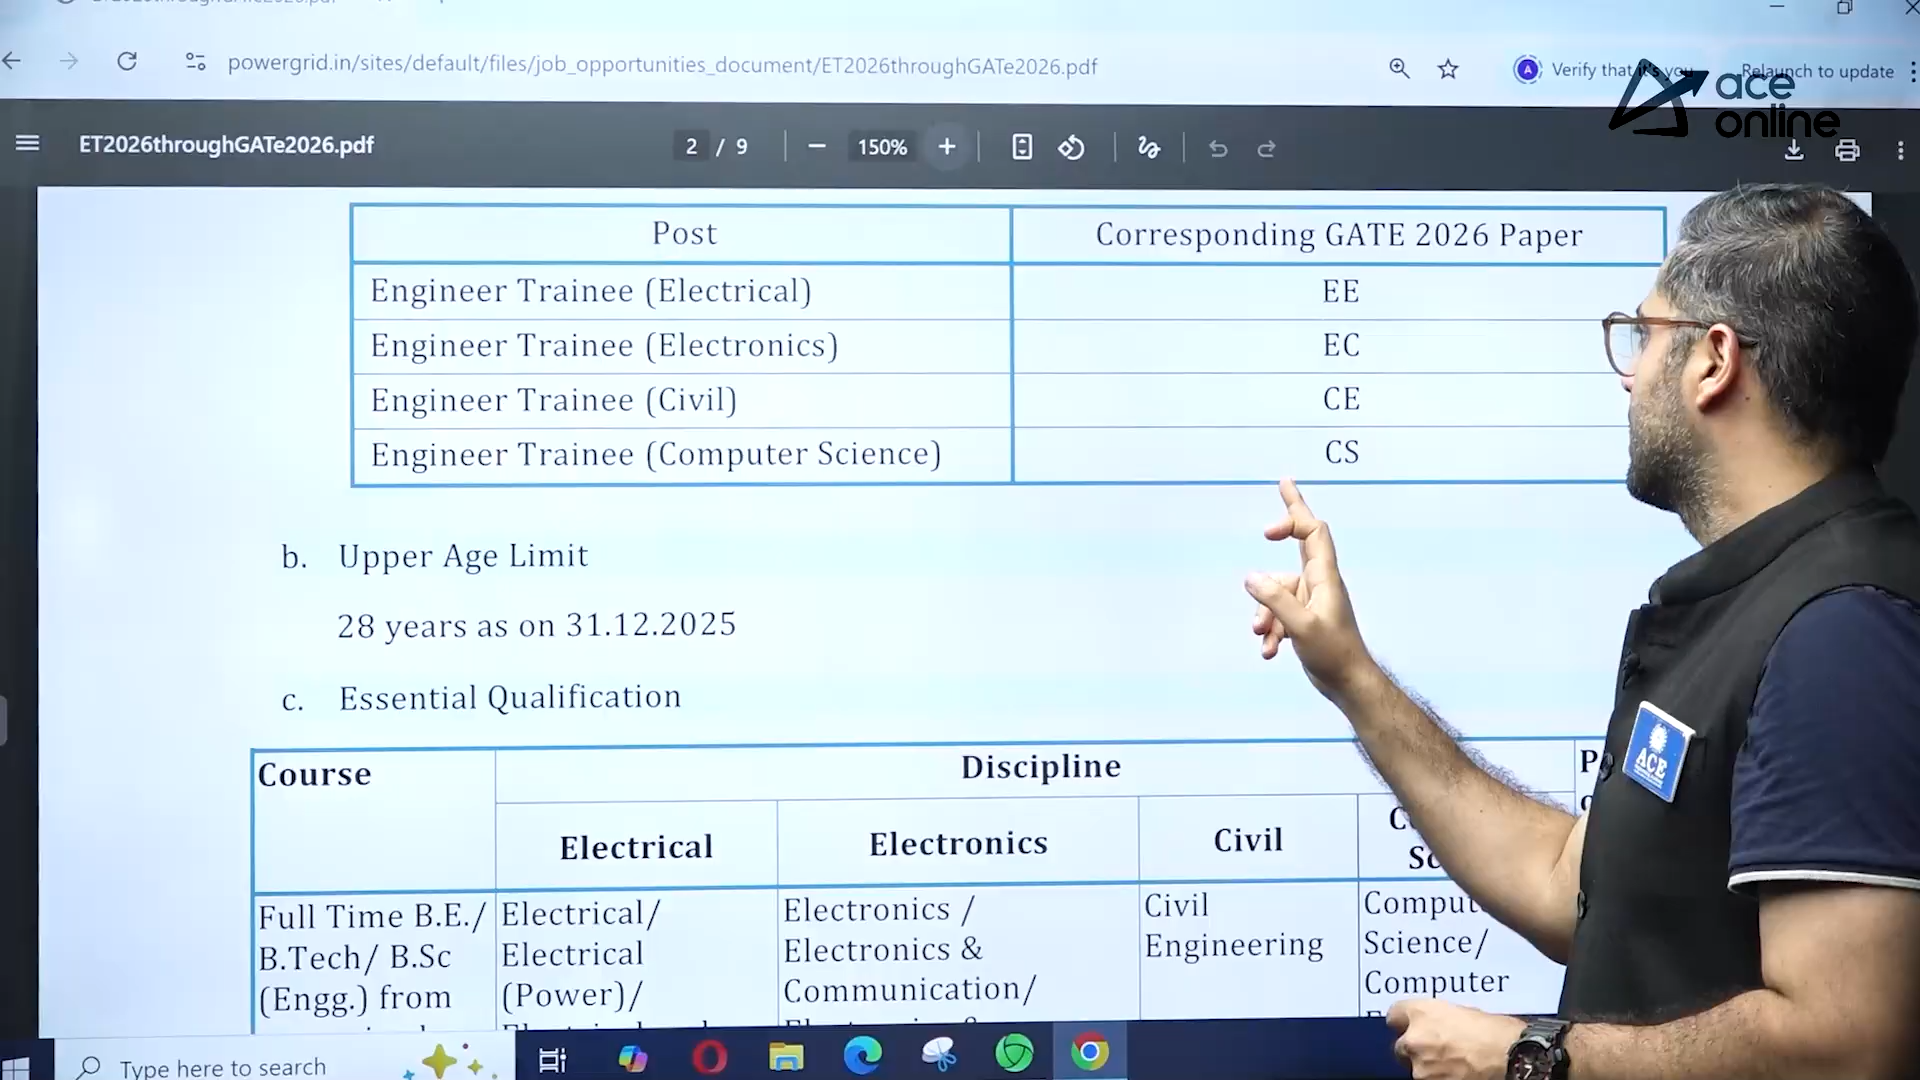 powergrid.in/sites/default/files/job_opportunities_document/ET2026throughGATe2026.pdf
A
Verify that it's you
Relaunch to update
ace
online
ET2026throughGATe2026.pdf
2 / 9
150%
Post
Corresponding GATE 2026 Paper
Engineer Trainee (Electrical)
EE
Engineer Trainee (Electronics)
EC
Engineer Trainee (Civil)
CE
Engineer Trainee (Computer Science)
CS
b. Upper Age Limit
28 years as on 31.12.2025
c. Essential Qualification
ACE
Course
Discipline
Electrical
Electronics
Civil
Full Time B.E./
B.Tech/ B.Sc
(Engg.) from
Electrical/
Electrical
(Power)/
Electronics /
Electronics &
Communication/
Civil
Engineering
Science/
Computer
Type here to search